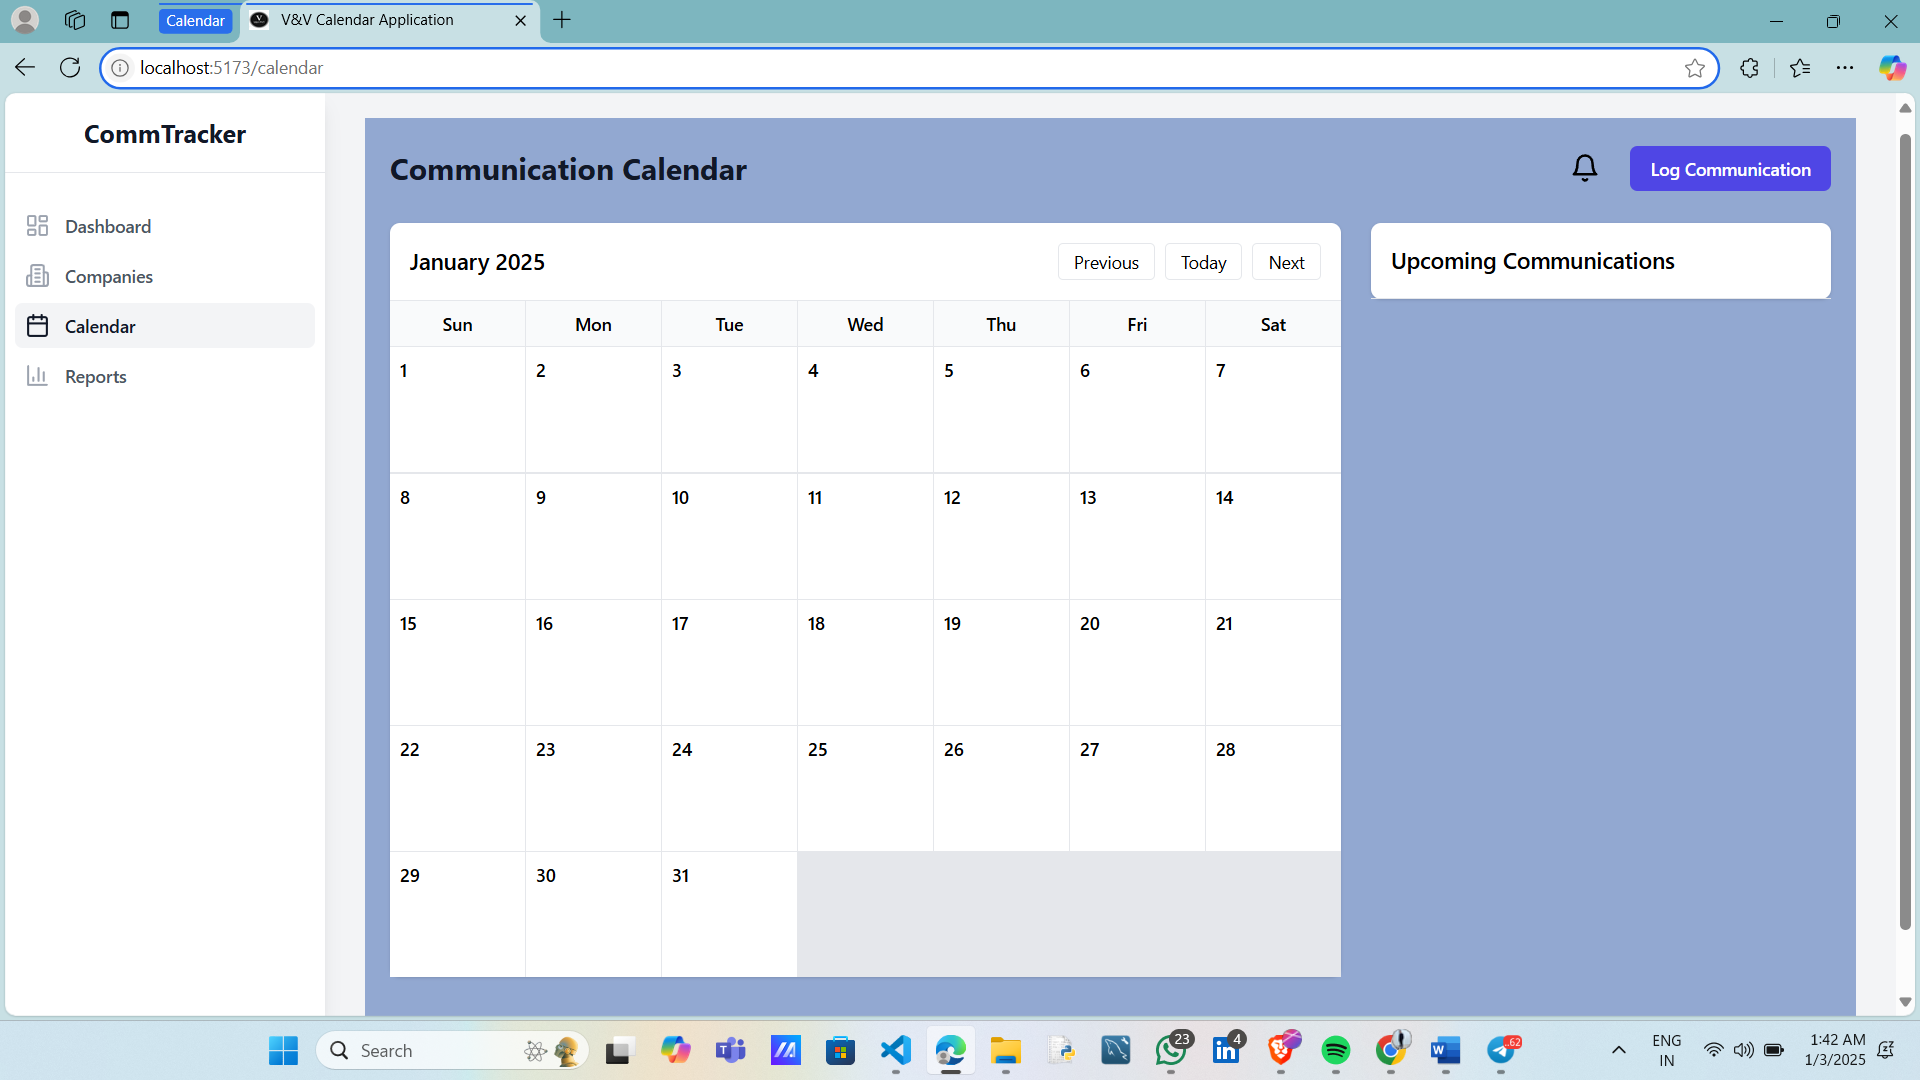 Calendar
V&V Calendar Application
localhost:5173/calendar
CommTracker
Dashboard
Companies
Calendar
Reports
Communication Calendar
Log Communication
January 2025
Previous Today Next
Sun Mon Tue Wed Thu Fri Sat
1 2 3 4 5 6 7
8 9 10 11 12 13 14
15 16 17 18 19 20 21
22 23 24 25 26 27 28
29 30 31
Upcoming Communications
Search
23
4
.62
ENG
IN
1:42 AM
1/3/2025